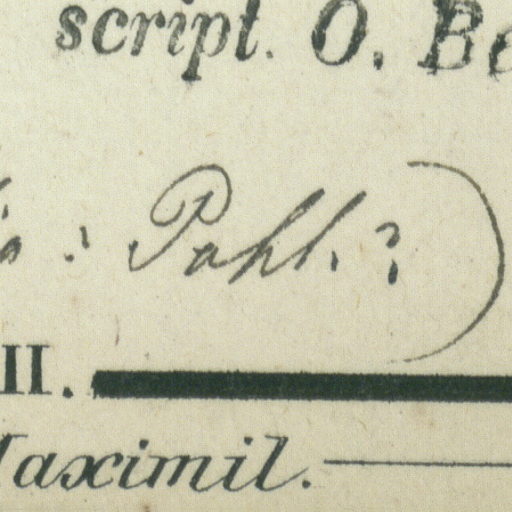 script. O. Be
: Pahl. ?)
II.
Maximil.